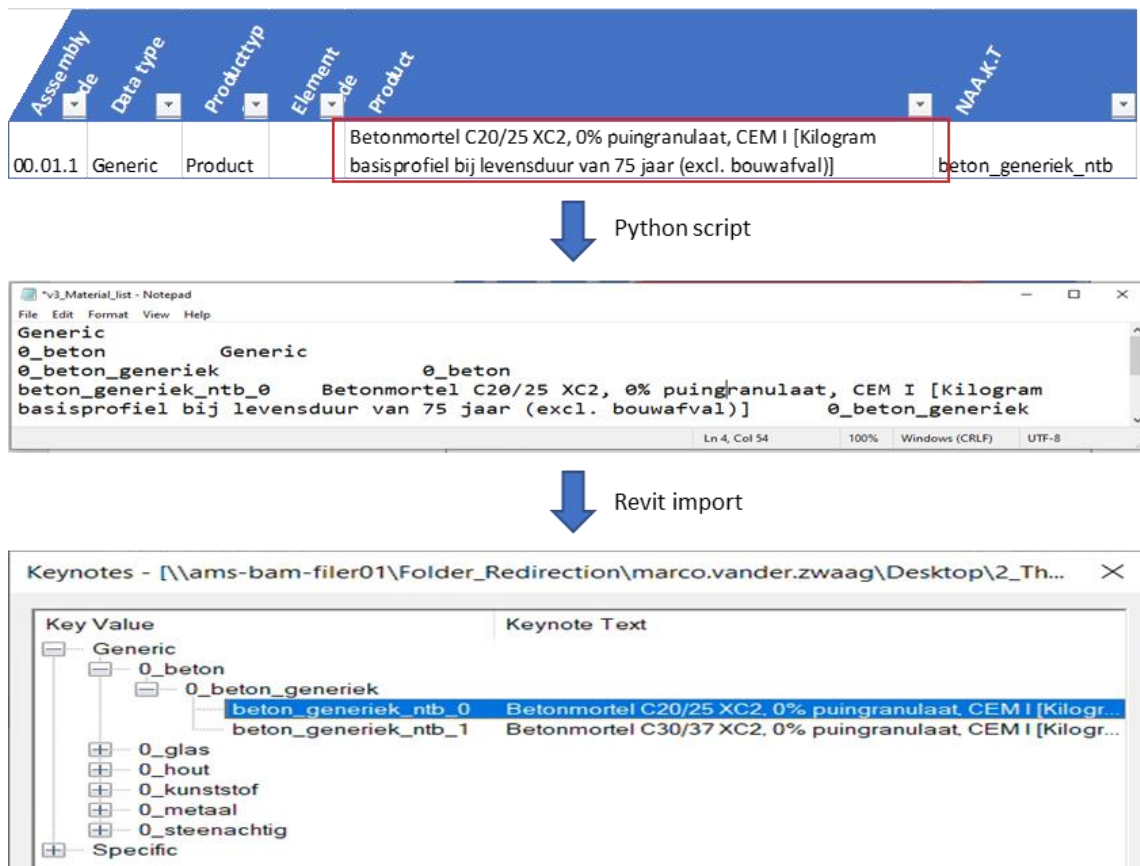 Asssembly
de
Data type
Producttyp
Element
de
Product
NAA.K.T
Betonmortel C20/25 XC2, 0% puingranulaat, CEM I [Kilogram
00.01.1 Generic Product basisprofiel bij levensduur van 75 jaar (excl. bouwafval)] beton_generiek_ntb
Python script
*v3_Material_list - Notepad
File Edit Format View Help
Generic
0_beton Generic
0_beton_generiek 0_beton
beton_generiek_ntb_0 Betonmortel C20/25 XC2, 0% puingranulaat, CEM I [Kilogram
basisprofiel bij levensduur van 75 jaar (excl. bouwafval)] 0_beton_generiek
Ln 4, Col 54 100% Windows (CRLF) UTF-8
Revit import
Keynotes - [\\ams-bam-filer01\Folder_Redirection\marco.vander.zwaag\Desktop\2_Th...
Key Value Keynote Text
Generic
0_beton
0_beton_generiek
beton_generiek_ntb_0 Betonmortel C20/25 XC2, 0% puingranulaat, CEM I [Kilogr...
beton_generiek_ntb_1 Betonmortel C30/37 XC2, 0% puingranulaat, CEM I [Kilogr...
0_glas
0_hout
0_kunststof
0_metaal
0_steenachtig
Specific